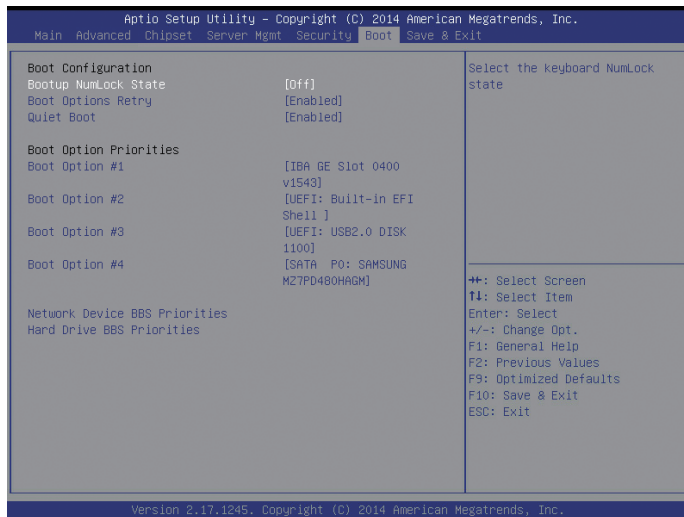 Aptio Setup Utility – Copyright (C) 2014 American Megatrends, Inc.
Main Advanced Chipset Server Mgmt Security Boot Save & Exit
Boot Configuration
Bootup NumLock State [Off]
Boot Options Retry [Enabled]
Quiet Boot [Enabled]
Boot Option Priorities
Boot Option #1 [IBA GE Slot 0400
v1543]
Boot Option #2 [UEFI: Built-in EFI
Shell ]
Boot Option #3 [UEFI: USB2.0 DISK
1100]
Boot Option #4 [SATA P0: SAMSUNG
MZ7PD480HAGM]
Network Device BBS Priorities
Hard Drive BBS Priorities
Select the keyboard NumLock
state
→←: Select Screen
↑↓: Select Item
Enter: Select
+/-: Change Opt.
F1: General Help
F2: Previous Values
F9: Optimized Defaults
F10: Save & Exit
ESC: Exit
Version 2.17.1245. Copyright (C) 2014 American Megatrends, Inc.